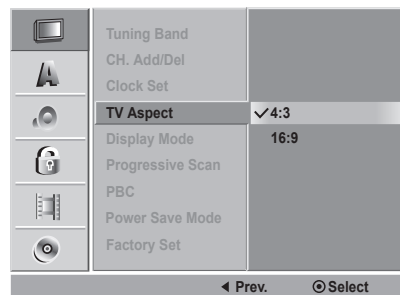 Tuning Band
CH. Add/Del
Clock Set
TV Aspect ✓4:3
Display Mode 16:9
Progressive Scan
PBC
Power Save Mode
Factory Set
◀ Prev. ⦿ Select